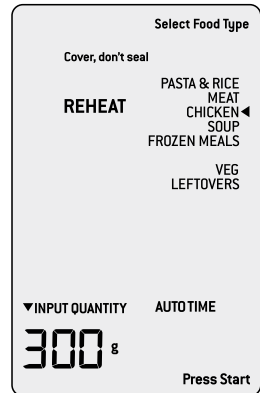 Select Food Type
Cover, don't seal
REHEAT
PASTA & RICE
MEAT
CHICKEN◀
SOUP
FROZEN MEALS
VEG
LEFTOVERS
▼INPUT QUANTITY AUTO TIME
300 g
Press Start